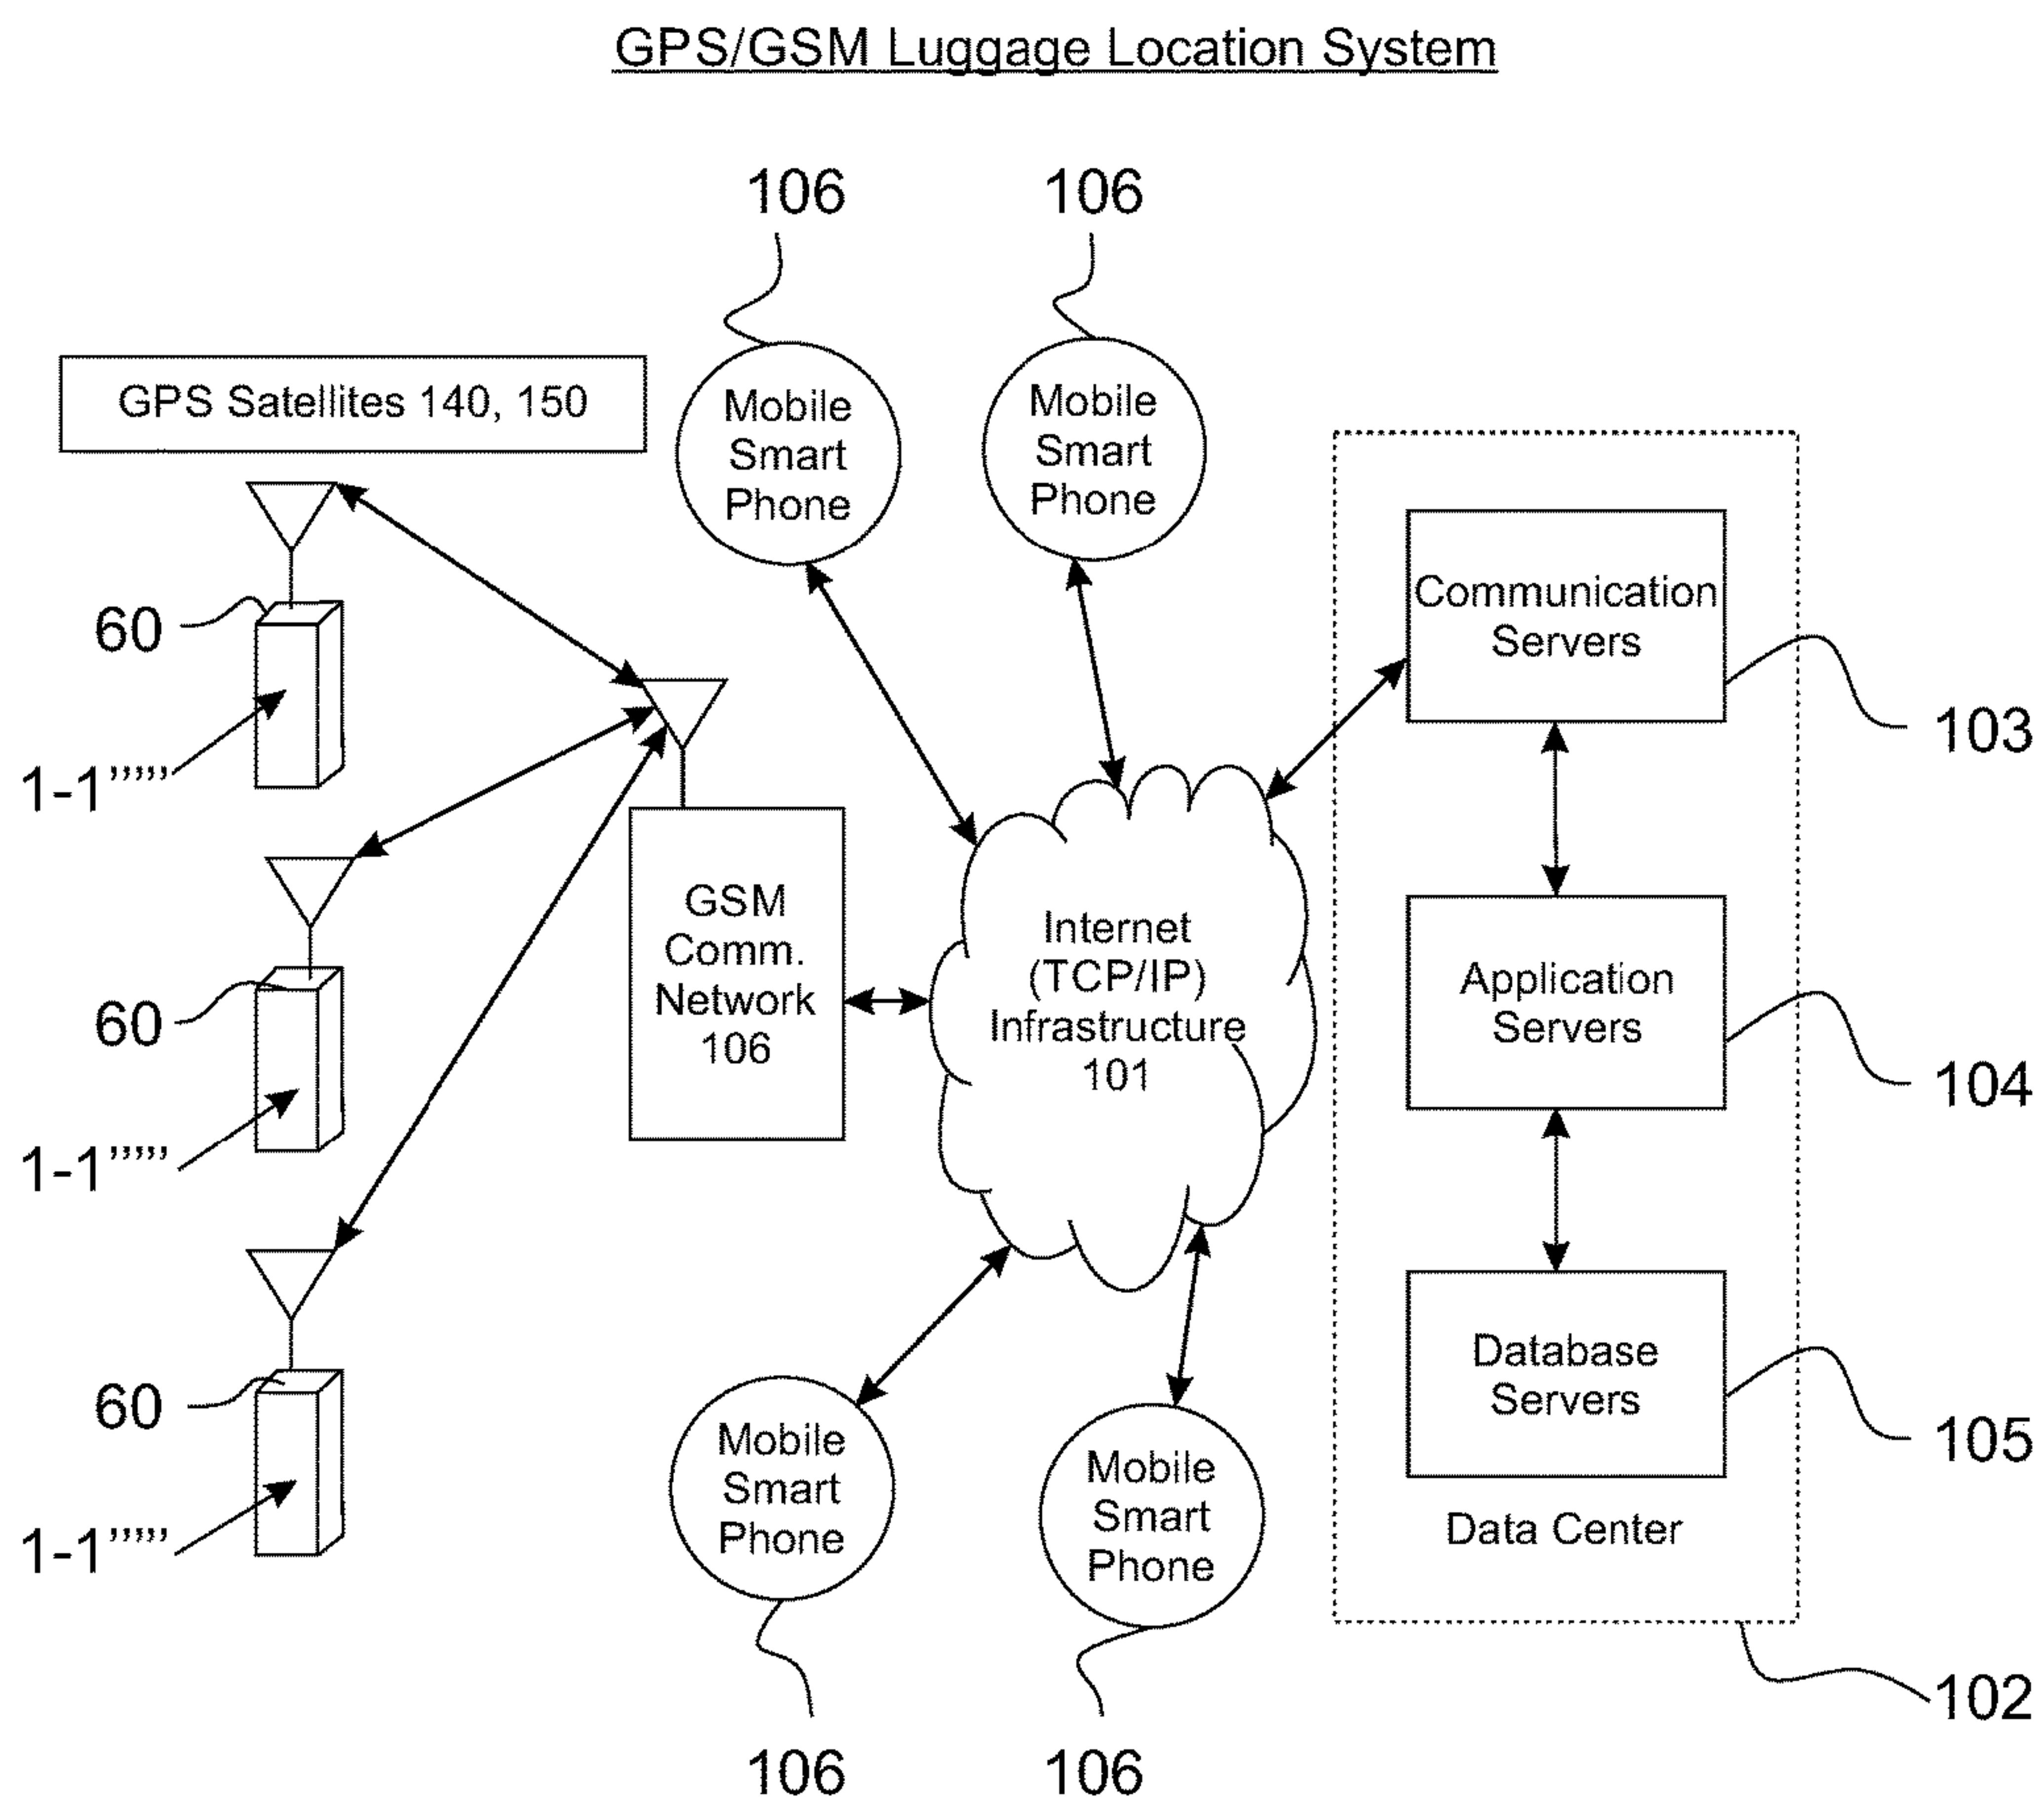 GPS/GSM Luggage Location System
106
106
GPS Satellites 140, 150
Mobile
Smart
Phone
Mobile
Smart
Phone
Communication
Servers
60
103
1-1’’’’’
GSM
Comm.
Network
106
Internet
(TCP/IP)
Infrastructure
101
Application
Servers
60
104
1-1’’’’’
Database
Servers
60
105
Mobile
Smart
Phone
Mobile
Smart
Phone
1-1’’’’’
Data Center
102
106
106